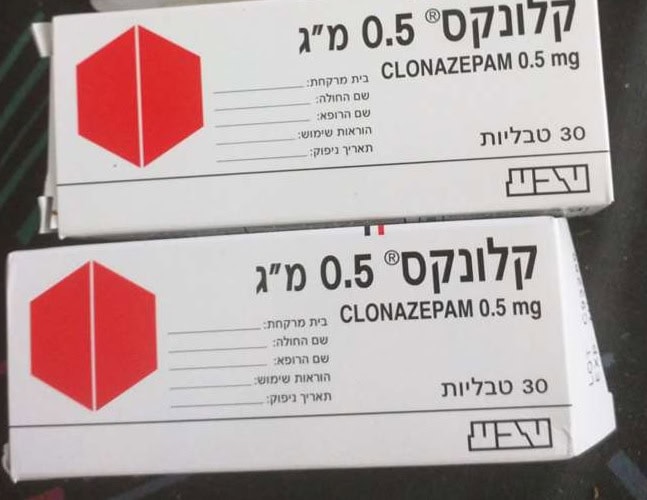 קלונקס® 0.5 מ"ג
CLONAZEPAM 0.5 mg
בית מרקחת:
שם החולה:
שם הרופא:
הוראות שימוש:
תאריך ניפוק:
30 טבליות
קלונקס® 0.5 מ"ג
CLONAZEPAM 0.5 mg
בית מרקחת:
שם החולה:
שם הרופא:
הוראות שימוש:
תאריך ניפוק:
30 טבליות